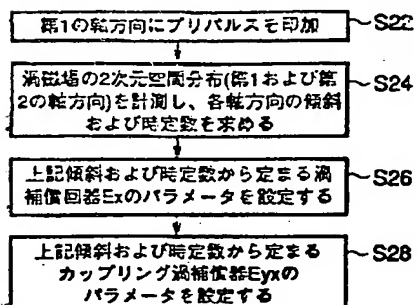 第1の軸方向にプリパルスを印加
S22
渦磁場の2次元空間分布(第1および第
2の軸方向)を計測し、各軸方向の傾斜
および時定数を求める
S24
上記傾斜および時定数から定まる渦
補償回器Exのパラメータを設定する
S26
上記傾斜および時定数から定まる
カップリング渦補償器Eyxの
パラメータを設定する
S28